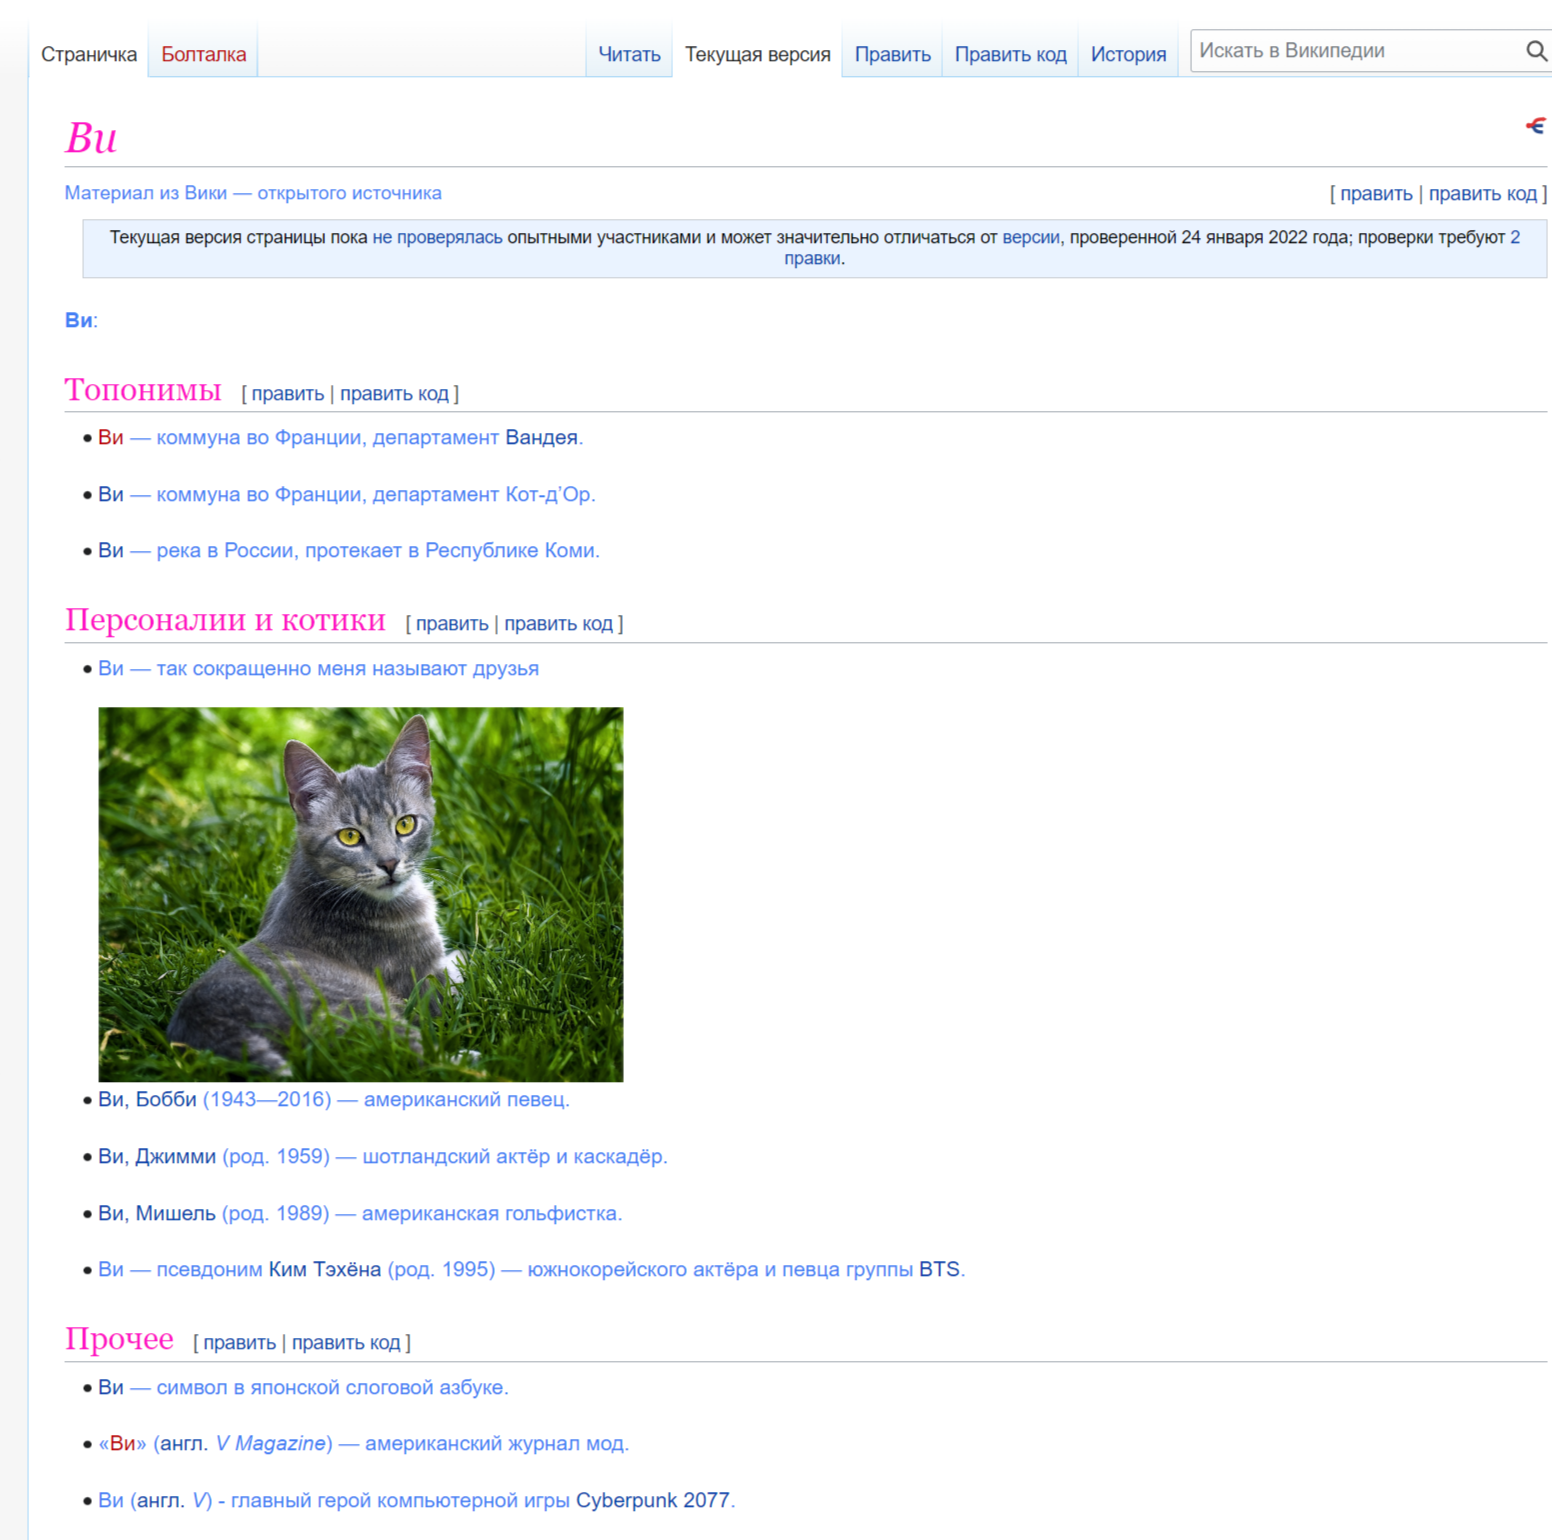 Страничка Болталка Читать Текущая версия Править Править код История Искать в Википедии
Ви
Материал из Вики — открытого источника [ править | править код ]
Текущая версия страницы пока не проверялась опытными участниками и может значительно отличаться от версии, проверенной 24 января 2022 года; проверки требуют 2
правки.
Ви:
Топонимы [ править | править код ]
• Ви — коммуна во Франции, департамент Вандея.
• Ви — коммуна во Франции, департамент Кот-д’Ор.
• Ви — река в России, протекает в Республике Коми.
Персоналии и котики [ править | править код ]
• Ви — так сокращенно меня называют друзья
• Ви, Бобби (1943—2016) — американский певец.
• Ви, Джимми (род. 1959) — шотландский актёр и каскадёр.
• Ви, Мишель (род. 1989) — американская гольфистка.
• Ви — псевдоним Ким Тэхёна (род. 1995) — южнокорейского актёра и певца группы BTS.
Прочее [ править | править код ]
• Ви — символ в японской слоговой азбуке.
• «Ви» (англ. V Magazine) — американский журнал мод.
• Ви (англ. V) - главный герой компьютерной игры Cyberpunk 2077.